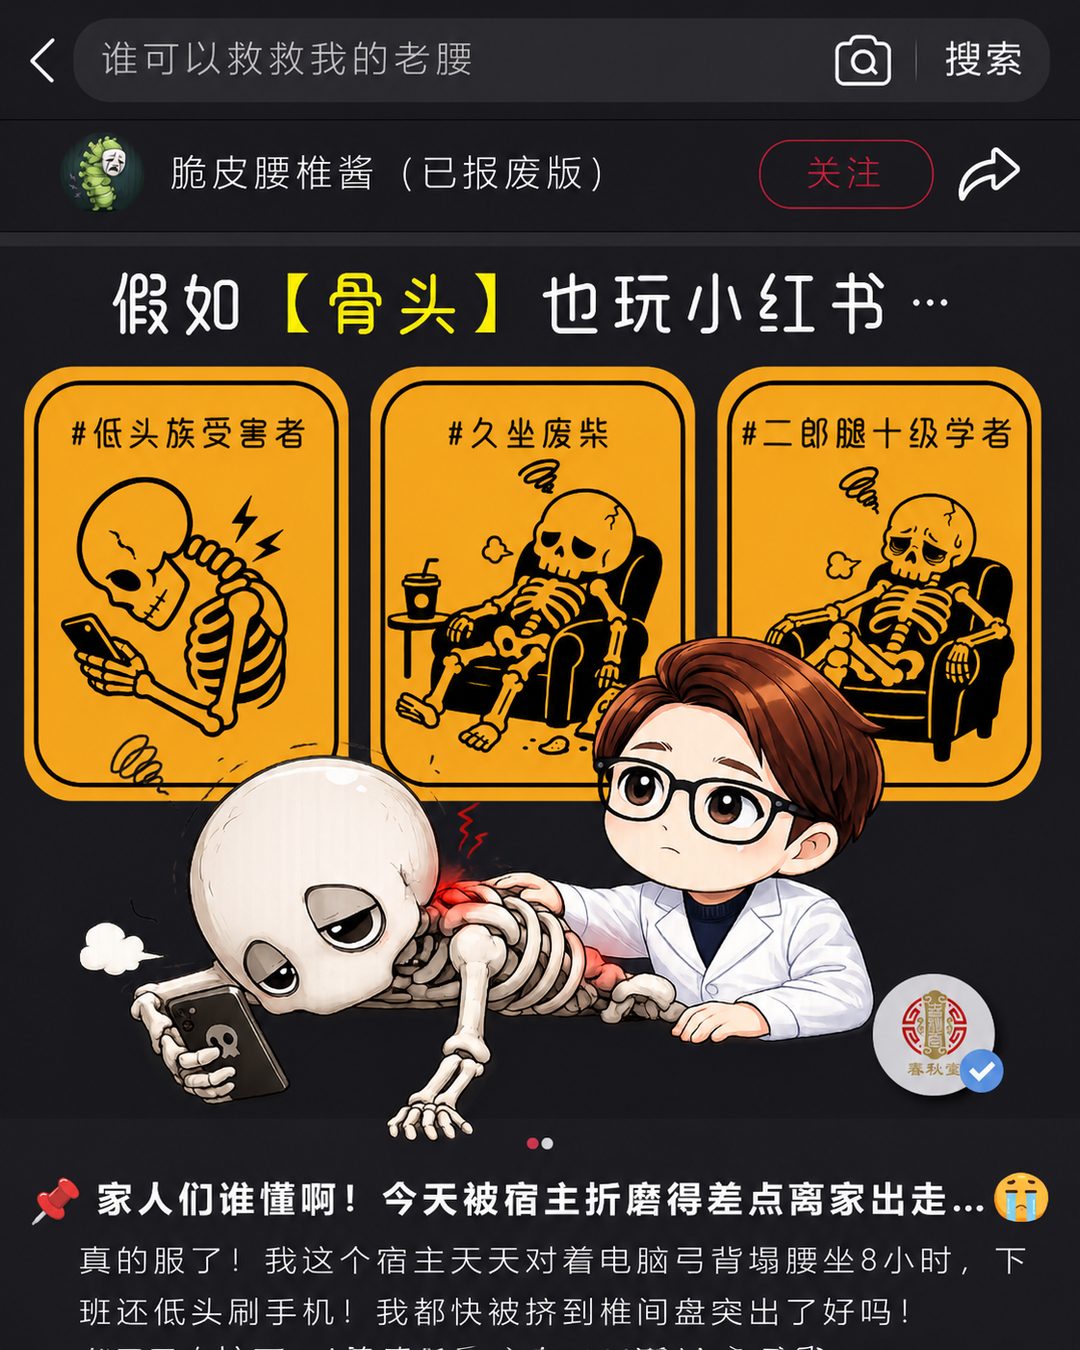 谁可以救救我的老腰
搜索
脆皮腰椎酱（已报废版）
关注
假如【骨头】也玩小红书…
#低头族受害者
#久坐废柴
#二郎腿十级学者
春秋室
家人们谁懂啊！今天被宿主折磨得差点离家出走...
真的服了！我这个宿主天天对着电脑弓背塌腰坐8小时，下
班还低头刷手机！我都快被挤到椎间盘突出了好吗！